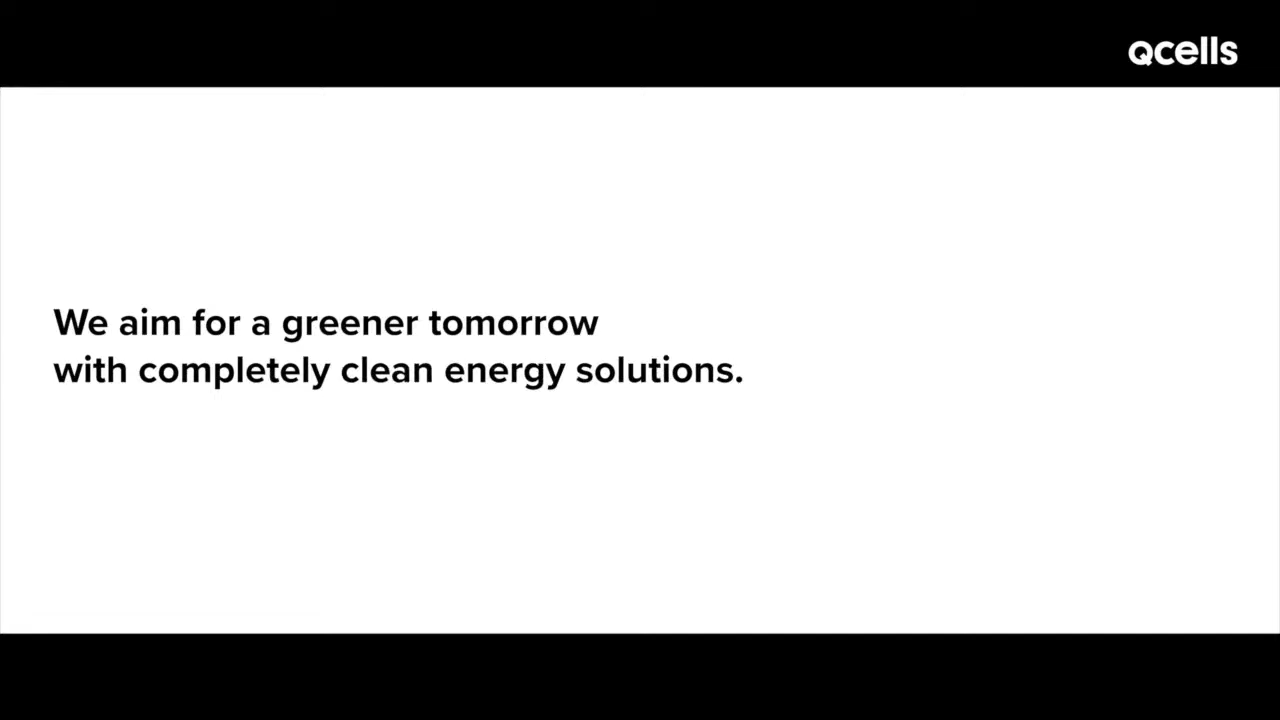 Qcells
We aim for a greener tomorrow
with completely clean energy solutions.